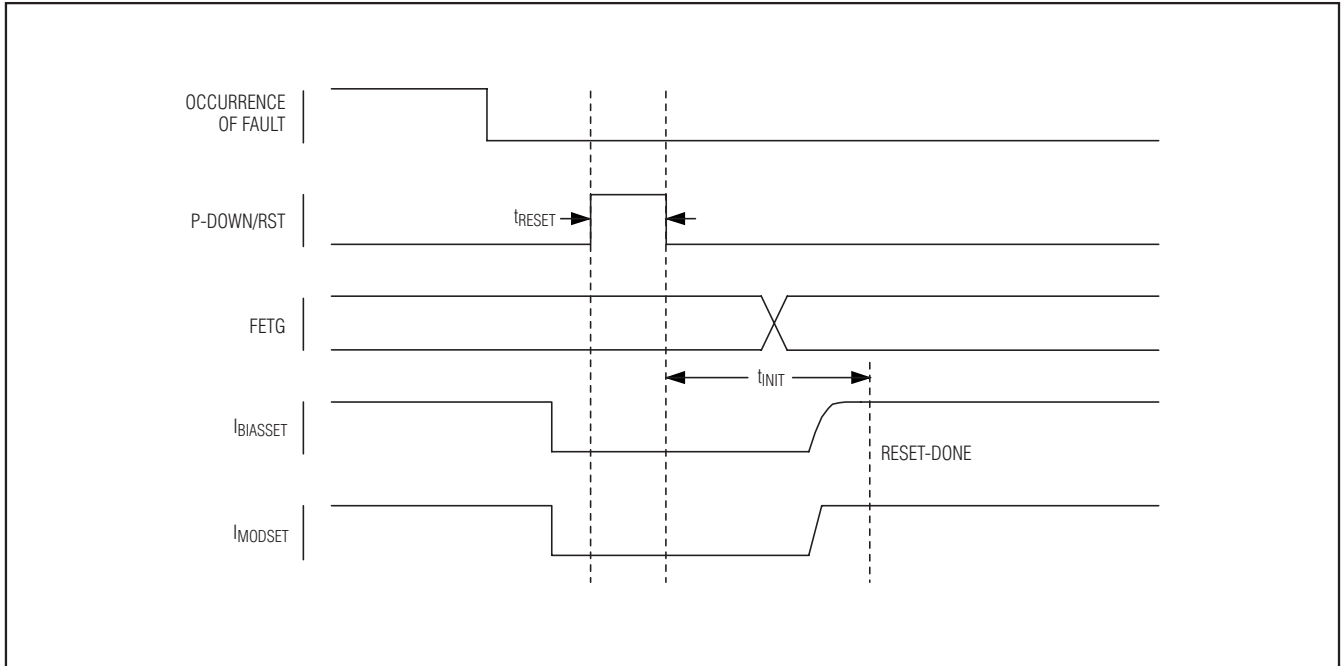 OCCURRENCE
OF FAULT
P-DOWN/RST
tRESET
FETG
tINIT
IBIASSET
RESET-DONE
IMODSET